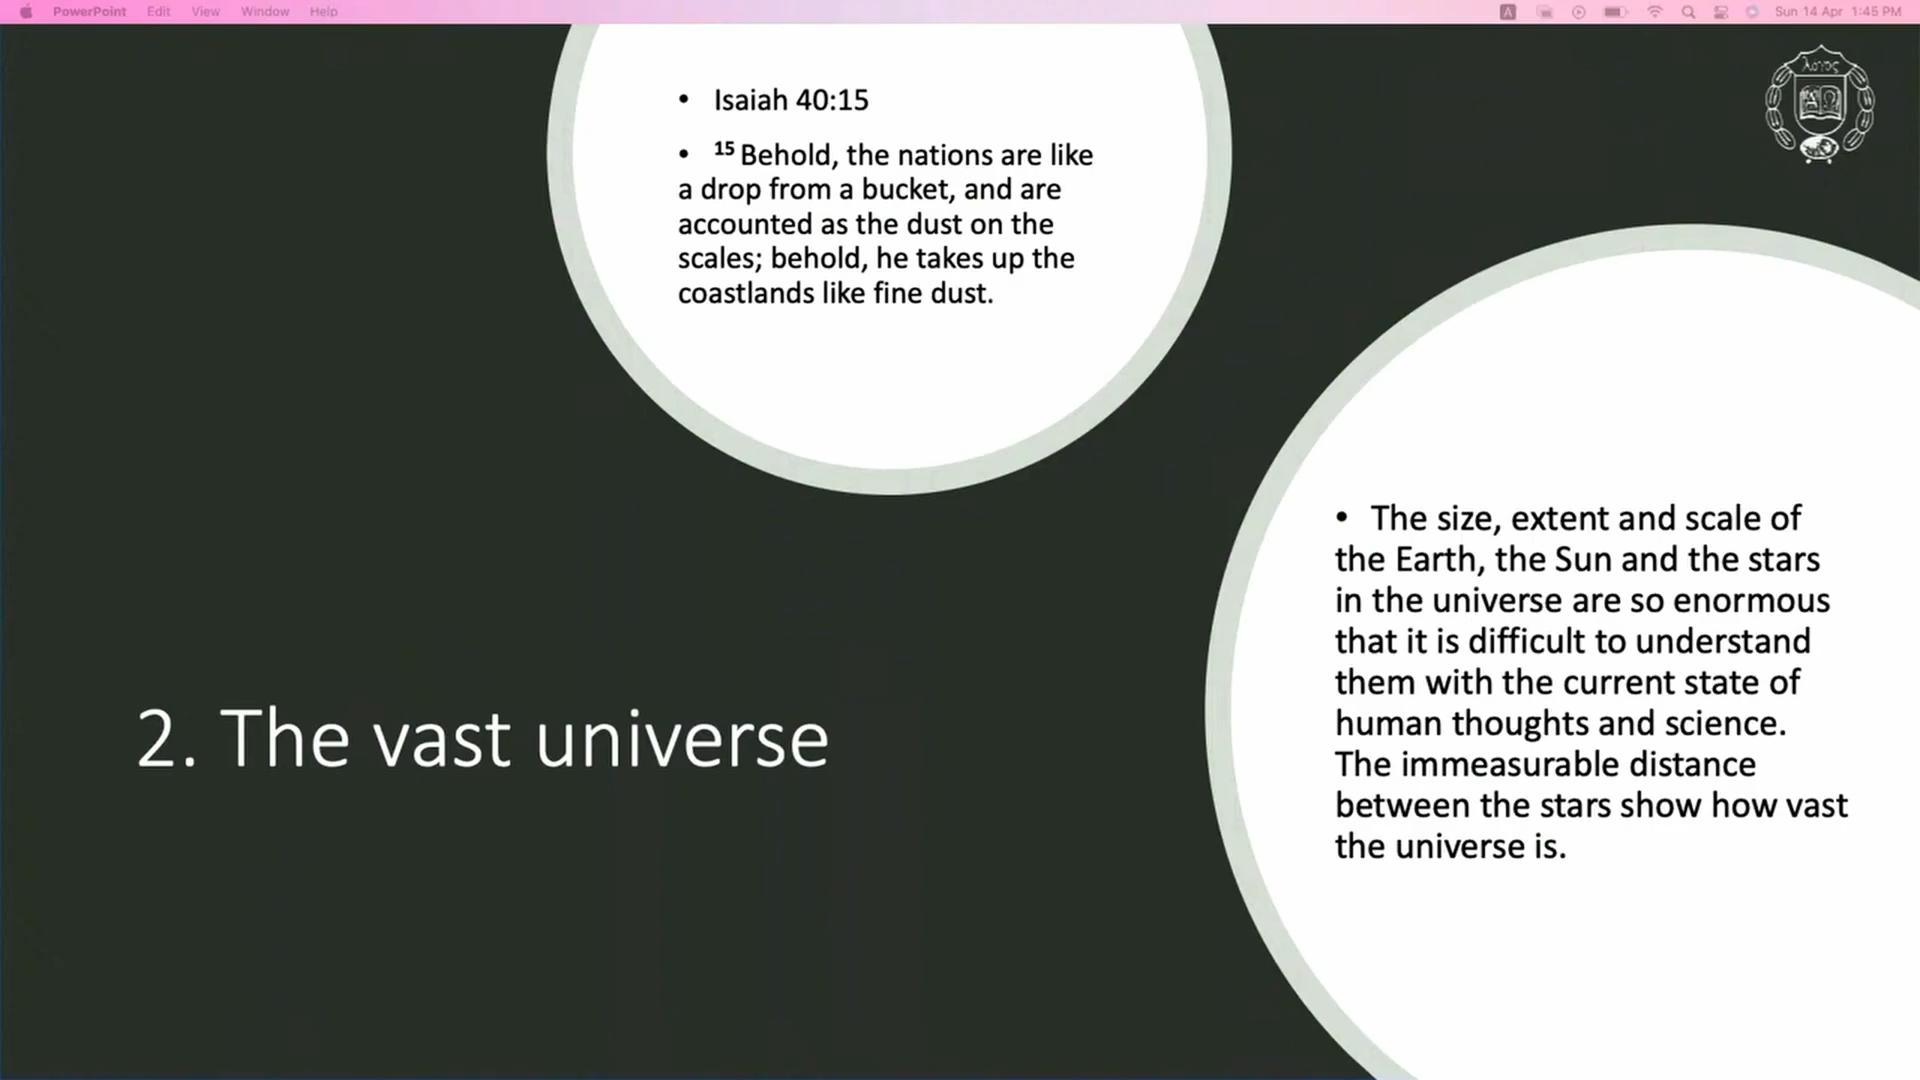 PowerPoint Edit View Window Help
A
Sun 14 Apr 1:45 PM
• Isaiah 40:15
• 15 Behold, the nations are like
a drop from a bucket, and are
accounted as the dust on the
scales; behold, he takes up the
coastlands like fine dust.
λόγος
A Ω
• The size, extent and scale of
the Earth, the Sun and the stars
in the universe are so enormous
that it is difficult to understand
them with the current state of
human thoughts and science.
The immeasurable distance
between the stars show how vast
the universe is.
2. The vast universe